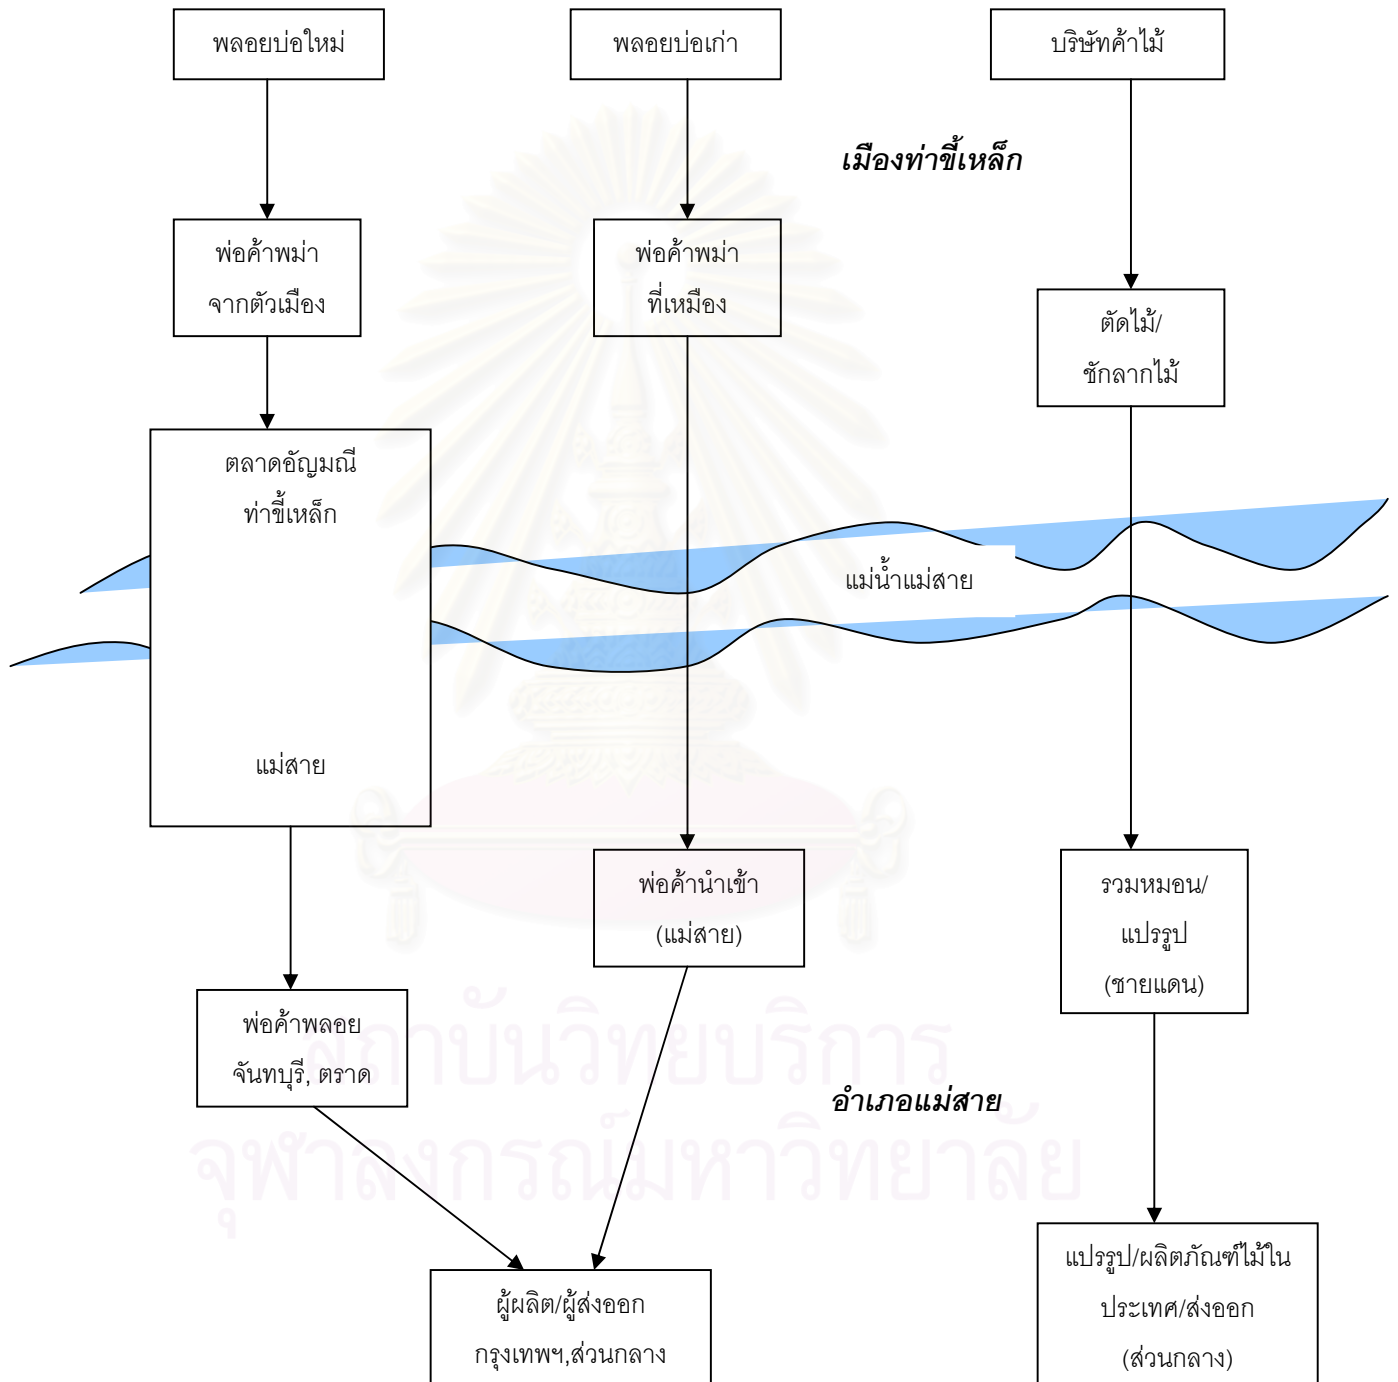 พลอยบ่อใหม่
พลอยบ่อเก่า
บริษัทค้าไม้
เมืองท่าขี้เหล็ก
พ่อค้าพม่า
จากตัวเมือง
พ่อค้าพม่า
ที่เหมือง
ตัดไม้/
ชักลากไม้
ตลาดอัญมณี
ท่าขี้เหล็ก
แม่น้ำแม่สาย
แม่สาย
พ่อค้านำเข้า
(แม่สาย)
รวมหมอน/
แปรรูป
(ชายแดน)
พ่อค้าพลอย
จันทบุรี, ตราด
สถาบันวิทยบริการ
อำเภอแม่สาย
จุฬาลงกรณ์มหาวิทยาลัย
ผู้ผลิต/ผู้ส่งออก
กรุงเทพฯ,ส่วนกลาง
แปรรูป/ผลิตภัณฑ์ไม้ใน
ประเทศ/ส่งออก
(ส่วนกลาง)